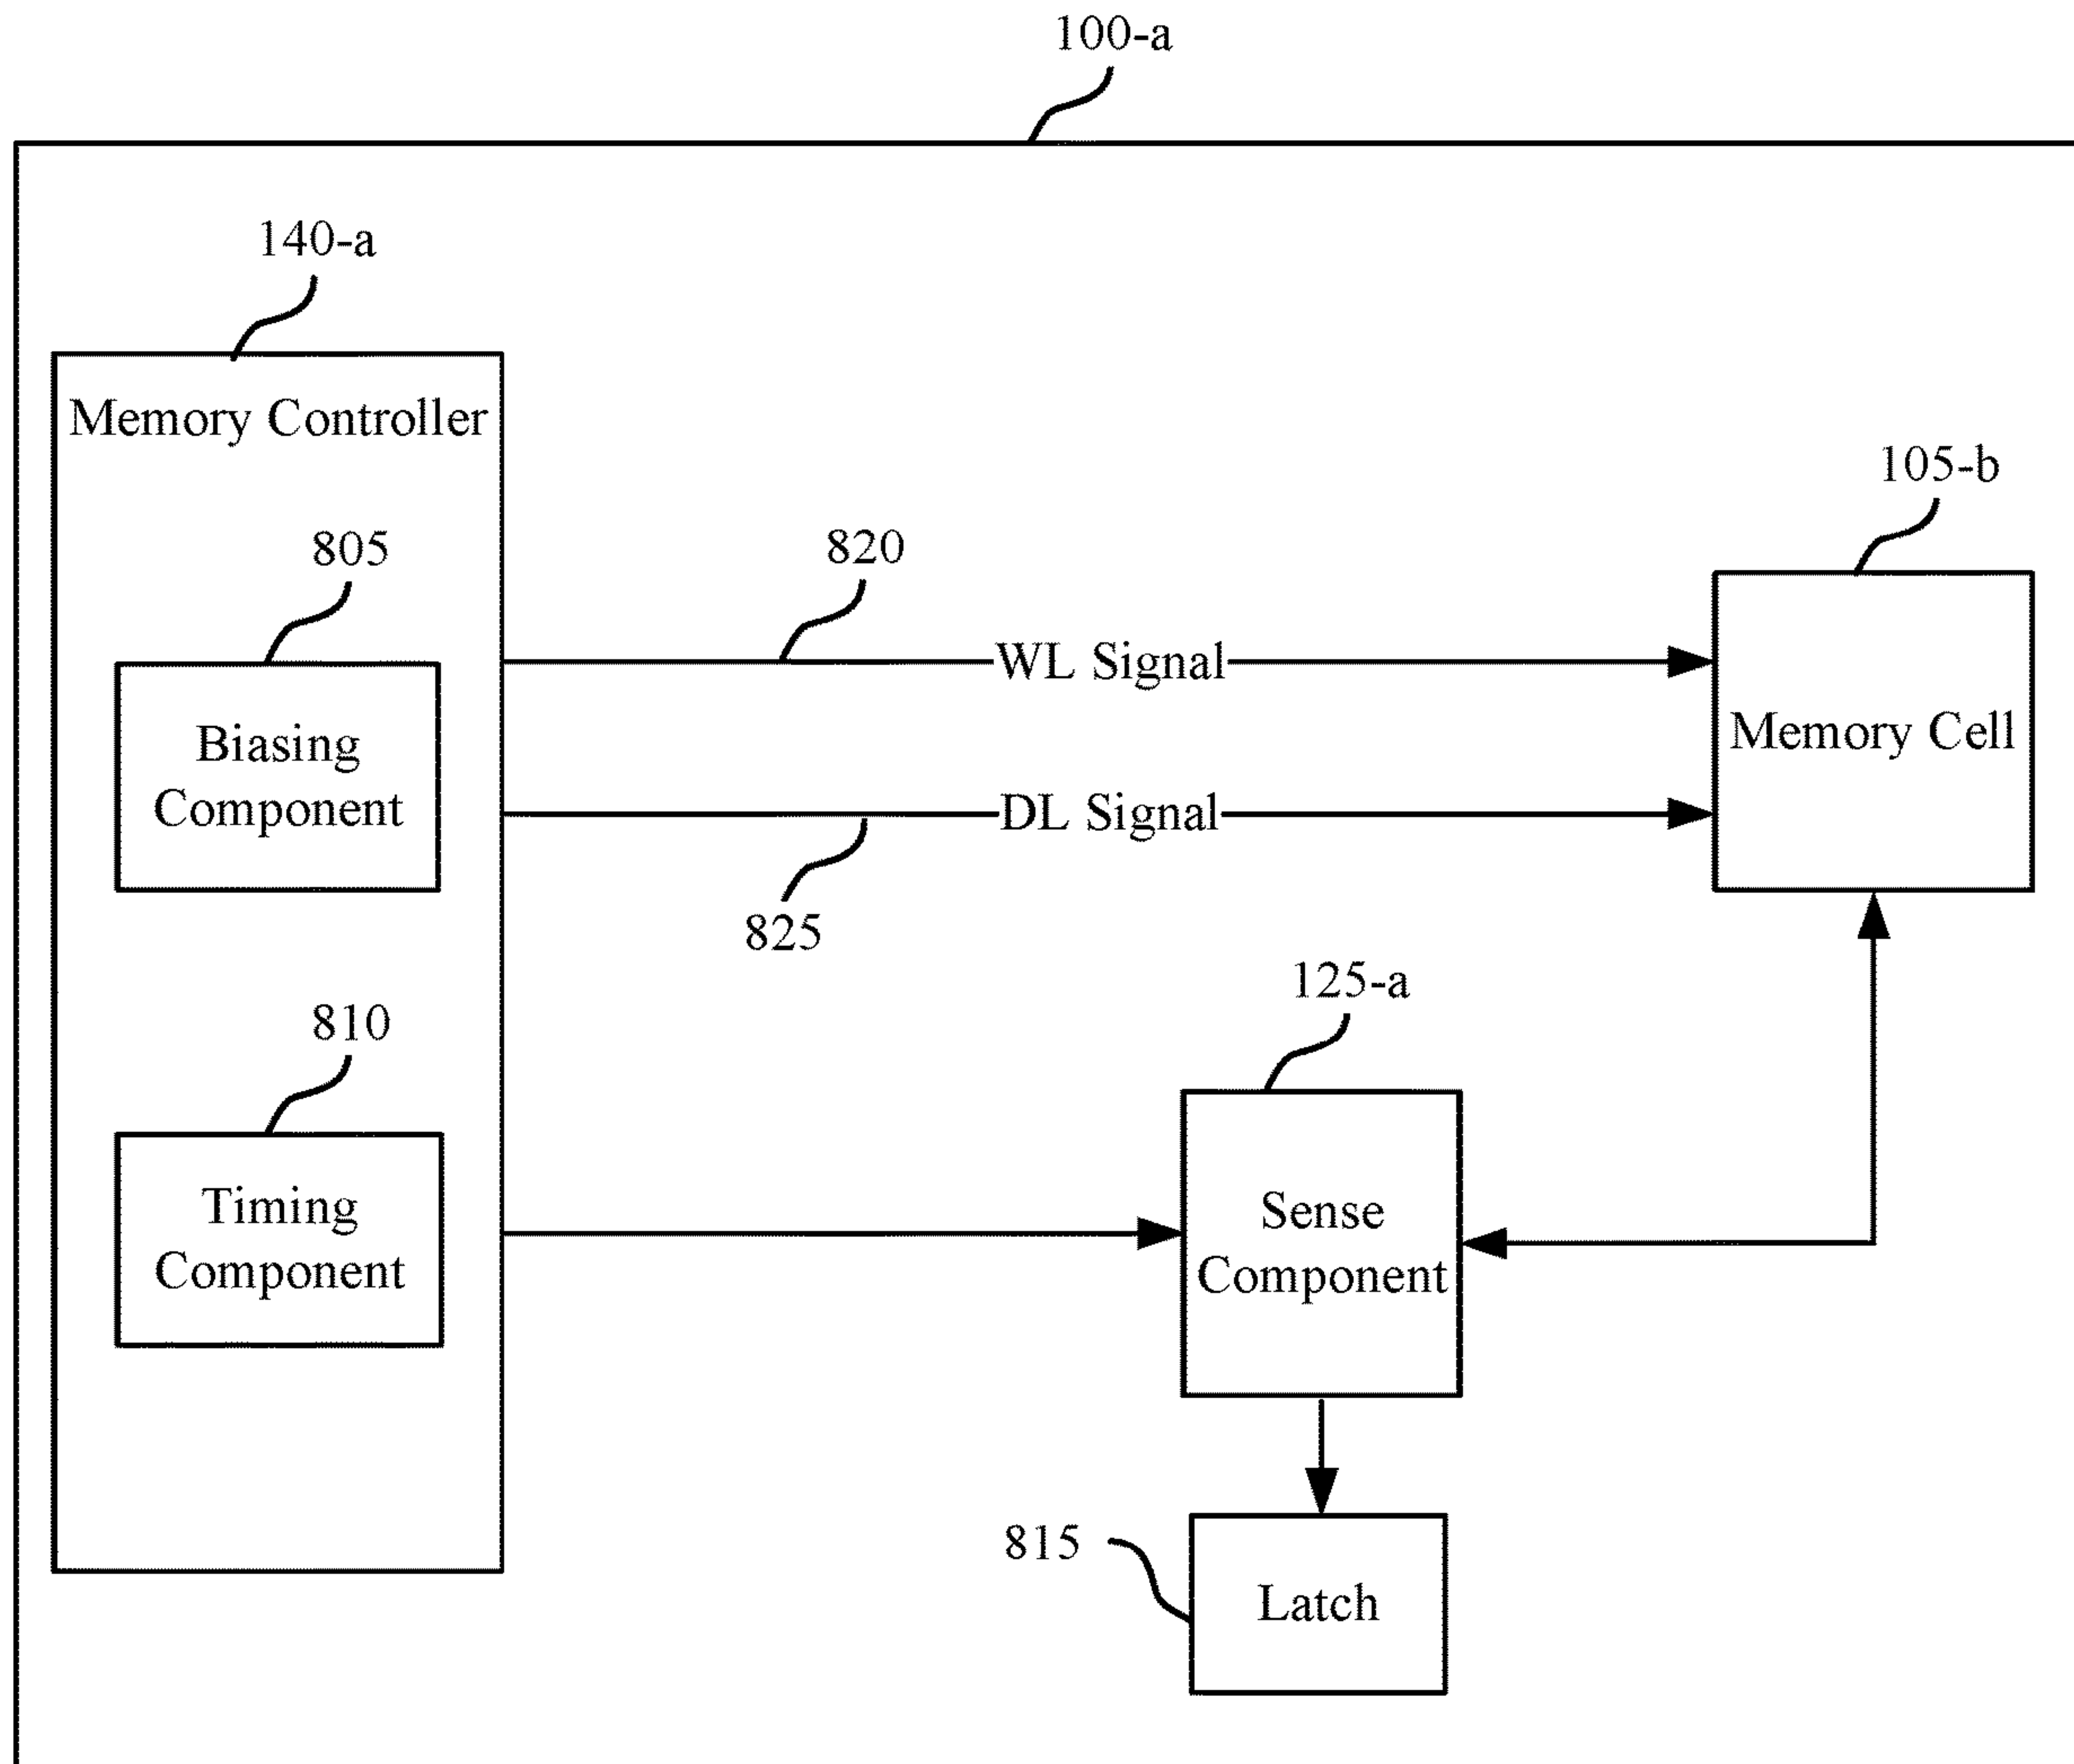 100-a
140-a
Memory Controller
105-b
805
820
WL Signal
Biasing
Component
Memory Cell
DL Signal
825
125-a
810
Timing
Component
Sense
Component
815
Latch